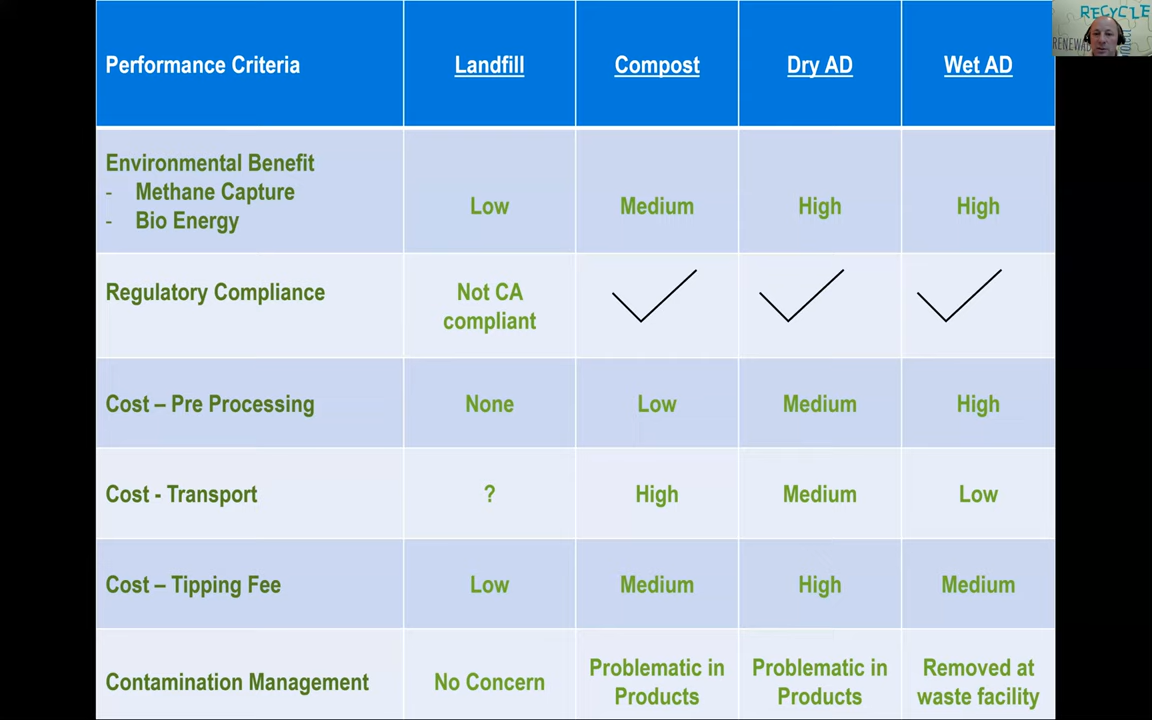 Performance Criteria
Landfill
Compost
Dry AD
Wet AD
Environmental Benefit
- Methane Capture
- Bio Energy
Low
Medium
High
High
Regulatory Compliance
Not CA
compliant
Cost – Pre Processing
None
Low
Medium
High
Cost - Transport
?
High
Medium
Low
Cost – Tipping Fee
Low
Medium
High
Medium
Contamination Management
No Concern
Problematic in
Products
Problematic in
Products
Removed at
waste facility
RECYCLE